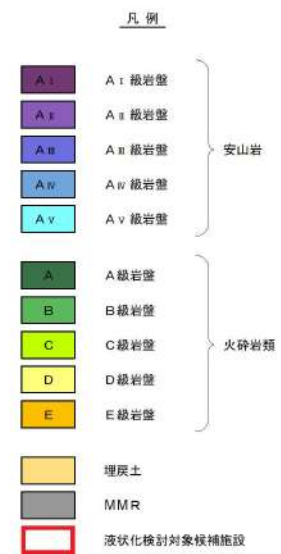 凡 例
AⅠ AⅠ級岩盤
AⅡ AⅡ級岩盤
AⅢ AⅢ級岩盤 安山岩
AⅣ AⅣ級岩盤
AⅤ AⅤ級岩盤
A A級岩盤
B B級岩盤
C C級岩盤 火砕岩類
D D級岩盤
E E級岩盤
埋戻土
MMR
液状化検討対象候補施設